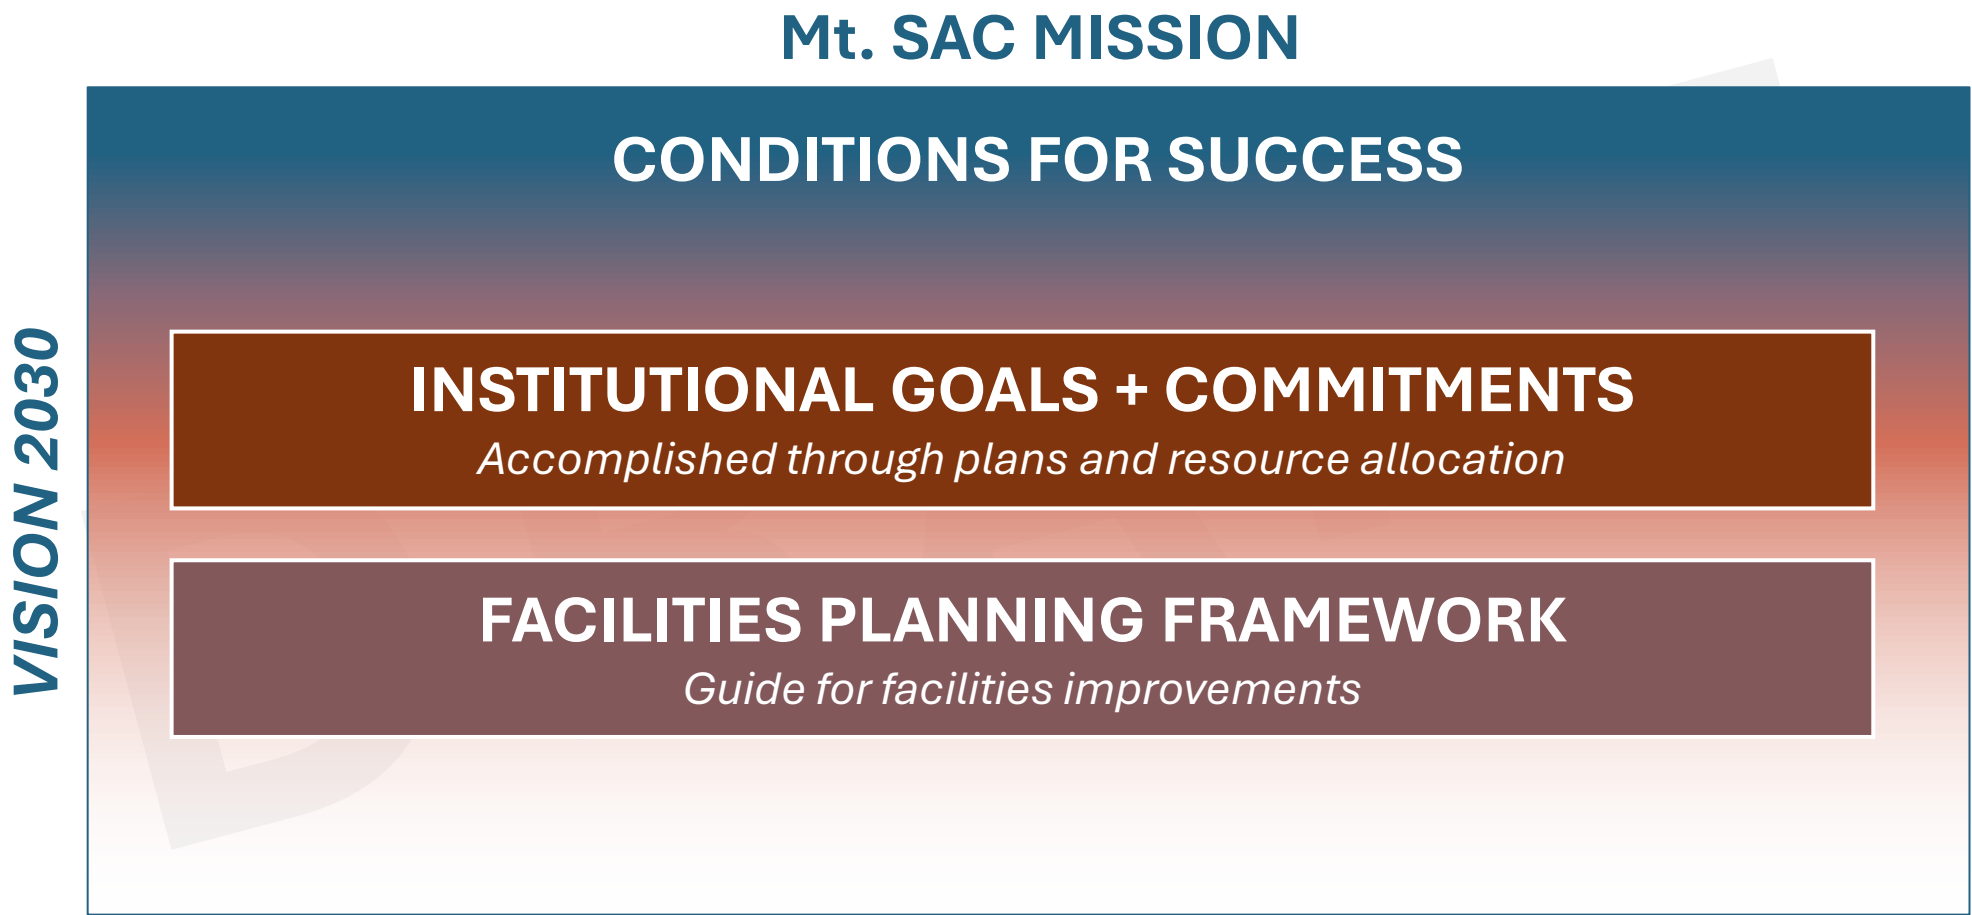 Mt. SAC MISSION
CONDITIONS FOR SUCCESS
VISION 2030
INSTITUTIONAL GOALS + COMMITMENTS
Accomplished through plans and resource allocation
FACILITIES PLANNING FRAMEWORK
Guide for facilities improvements